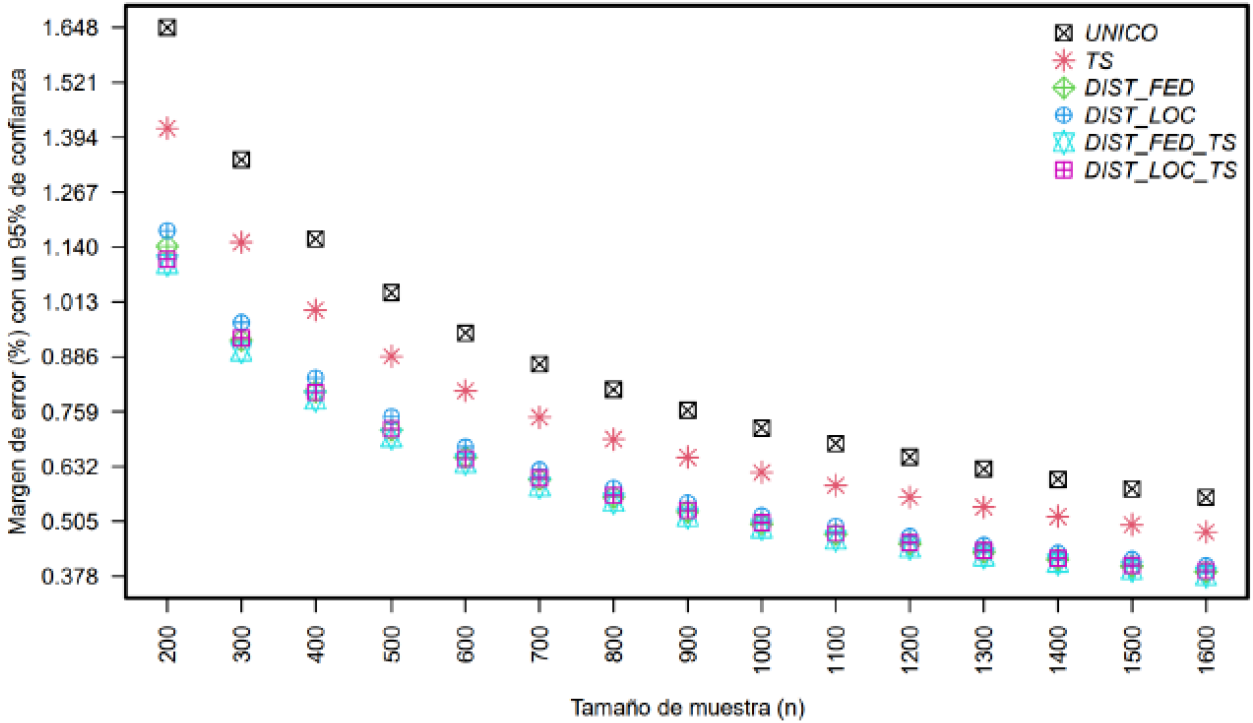 Margen de error (%) con un 95% de confianza
1.648
1.521
1.394
1.267
1.140
1.013
0.886
0.759
0.632
0.505
0.378
UNICO
TS
DIST_FED
DIST_LOC
DIST_FED_TS
DIST_LOC_TS
200 300 400 500 600 700 800 900 1000 1100 1200 1300 1400 1500 1600
Tamaño de muestra (n)